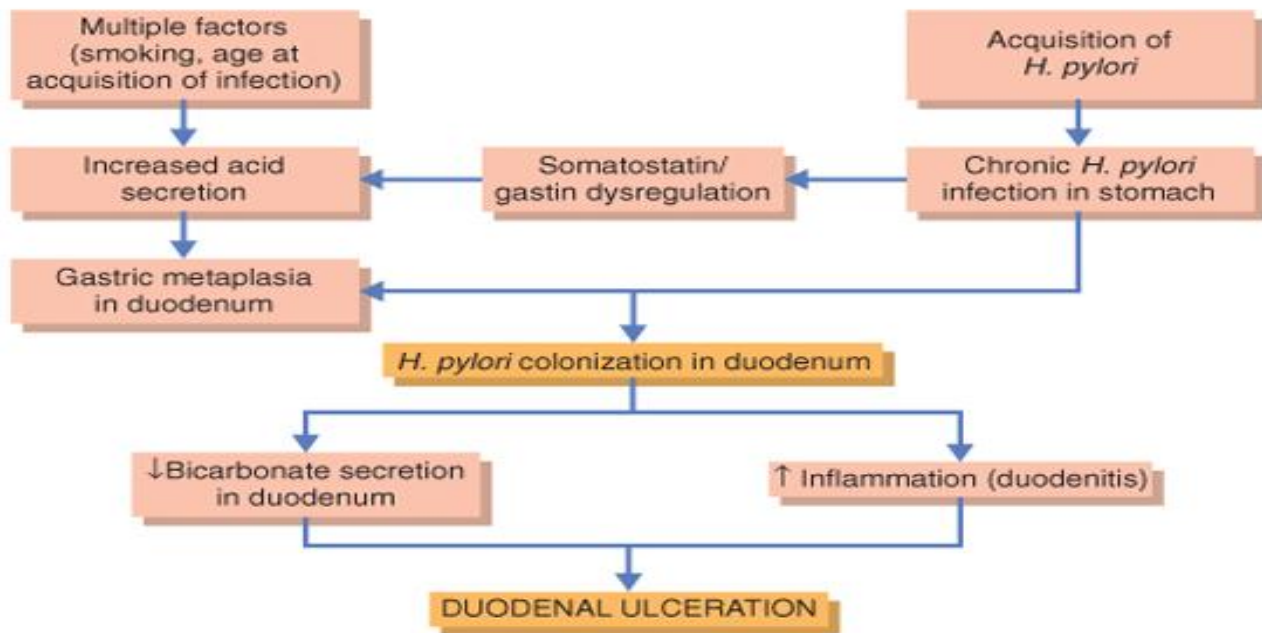 Multiple factors
(smoking, age at
acquisition of infection)
Acquisition of
H. pylori
Increased acid
secretion
Somatostatin/
gastin dysregulation
Chronic H. pylori
infection in stomach
Gastric metaplasia
in duodenum
H. pylori colonization in duodenum
↓Bicarbonate secretion
in duodenum
↑ Inflammation (duodenitis)
DUODENAL ULCERATION